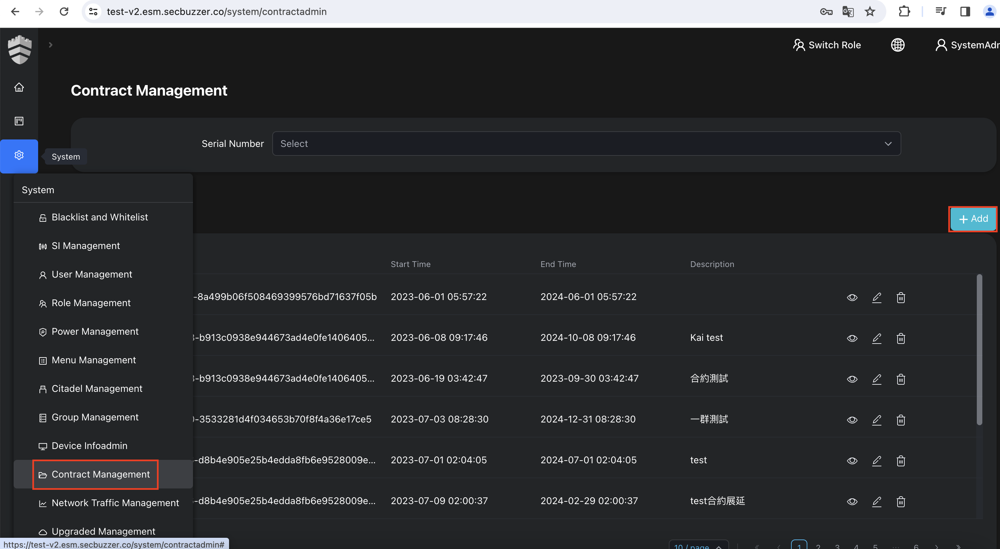 test-v2.esm.secbuzzer.co/system/contractadmin
Switch Role
SystemAdm
Contract Management
Serial Number
Select
System
System
Blacklist and Whitelist
SI Management
User Management
Role Management
Power Management
Menu Management
Citadel Management
Group Management
Device Infoadmin
Contract Management
Network Traffic Management
Upgraded Management
+ Add
Start Time End Time Description
-8a499b06f508469399576bd71637f05b 2023-06-01 05:57:22 2024-06-01 05:57:22
-b913c0938e944673ad4e0fe1406405... 2023-06-08 09:17:46 2024-10-08 09:17:46 Kai test
-b913c0938e944673ad4e0fe1406405... 2023-06-19 03:42:47 2023-09-30 03:42:47 合約測試
-3533281d4f034653b70f8f4a36e17ce5 2023-07-03 08:28:30 2024-12-31 08:28:30 一群測試
-d8b4e905e25b4edda8fb6e9528009e... 2023-07-01 02:04:05 2024-07-01 02:04:05 test
-d8b4e905e25b4edda8fb6e9528009e... 2023-07-09 02:00:37 2024-02-29 02:00:37 test合約展延
10 / page « ‹ 1 2 3 4 5 ... 6 › »
https://test-v2.esm.secbuzzer.co/system/contractadmin#